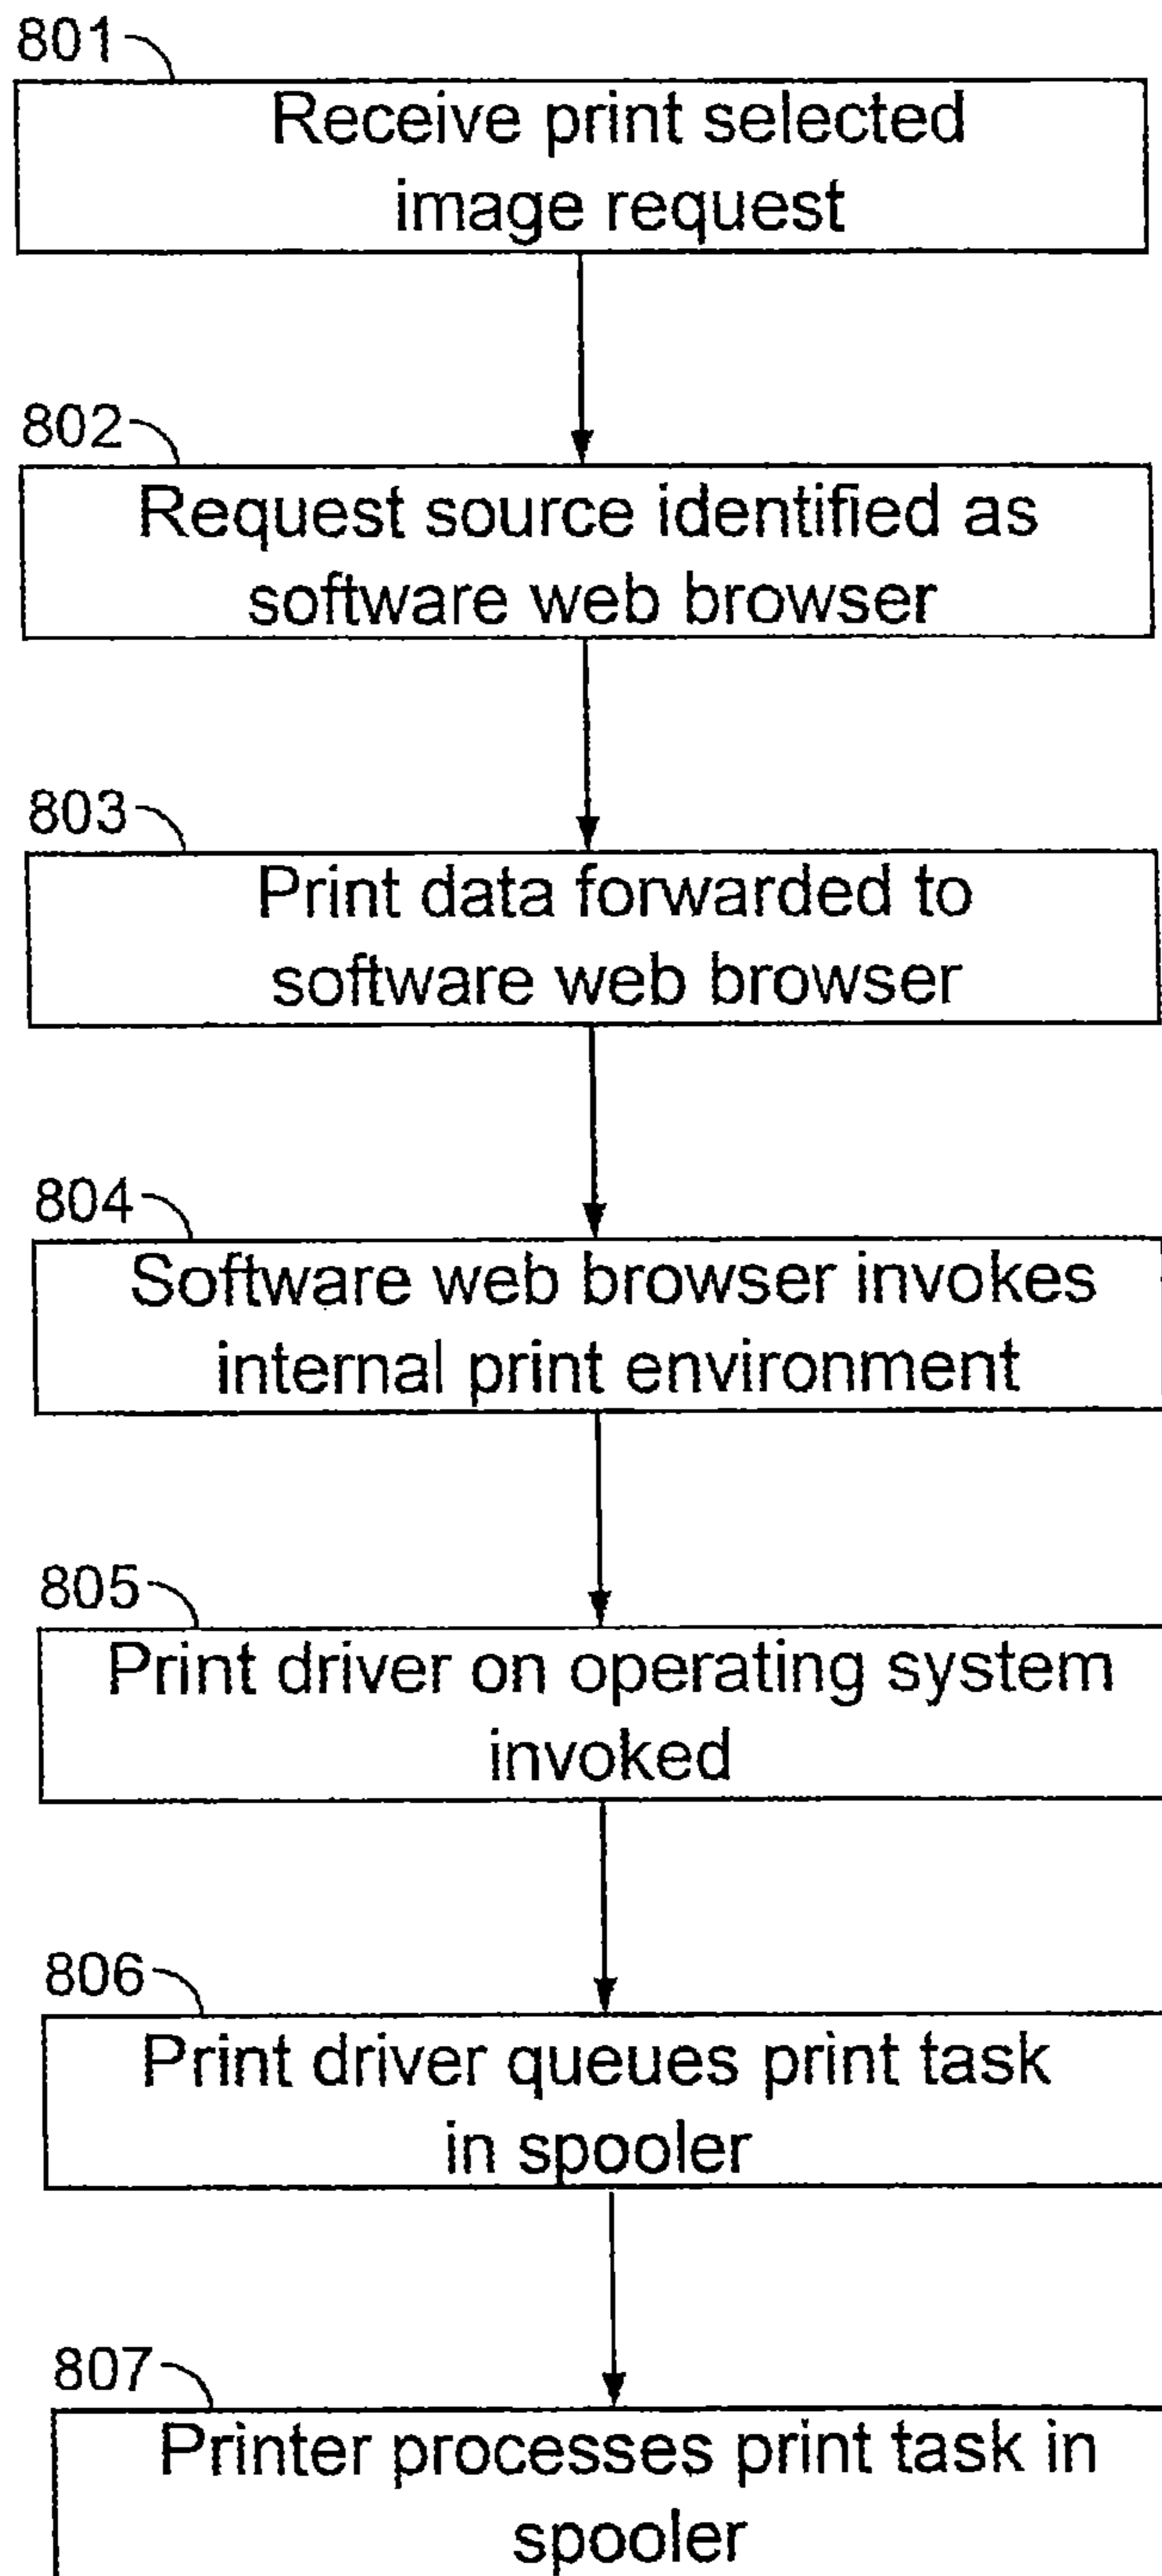 801
Receive print selected
image request
802
Request source identified as
software web browser
803
Print data forwarded to
software web browser
804
Software web browser invokes
internal print environment
805
Print driver on operating system
invoked
806
Print driver queues print task
in spooler
807
Printer processes print task in
spooler